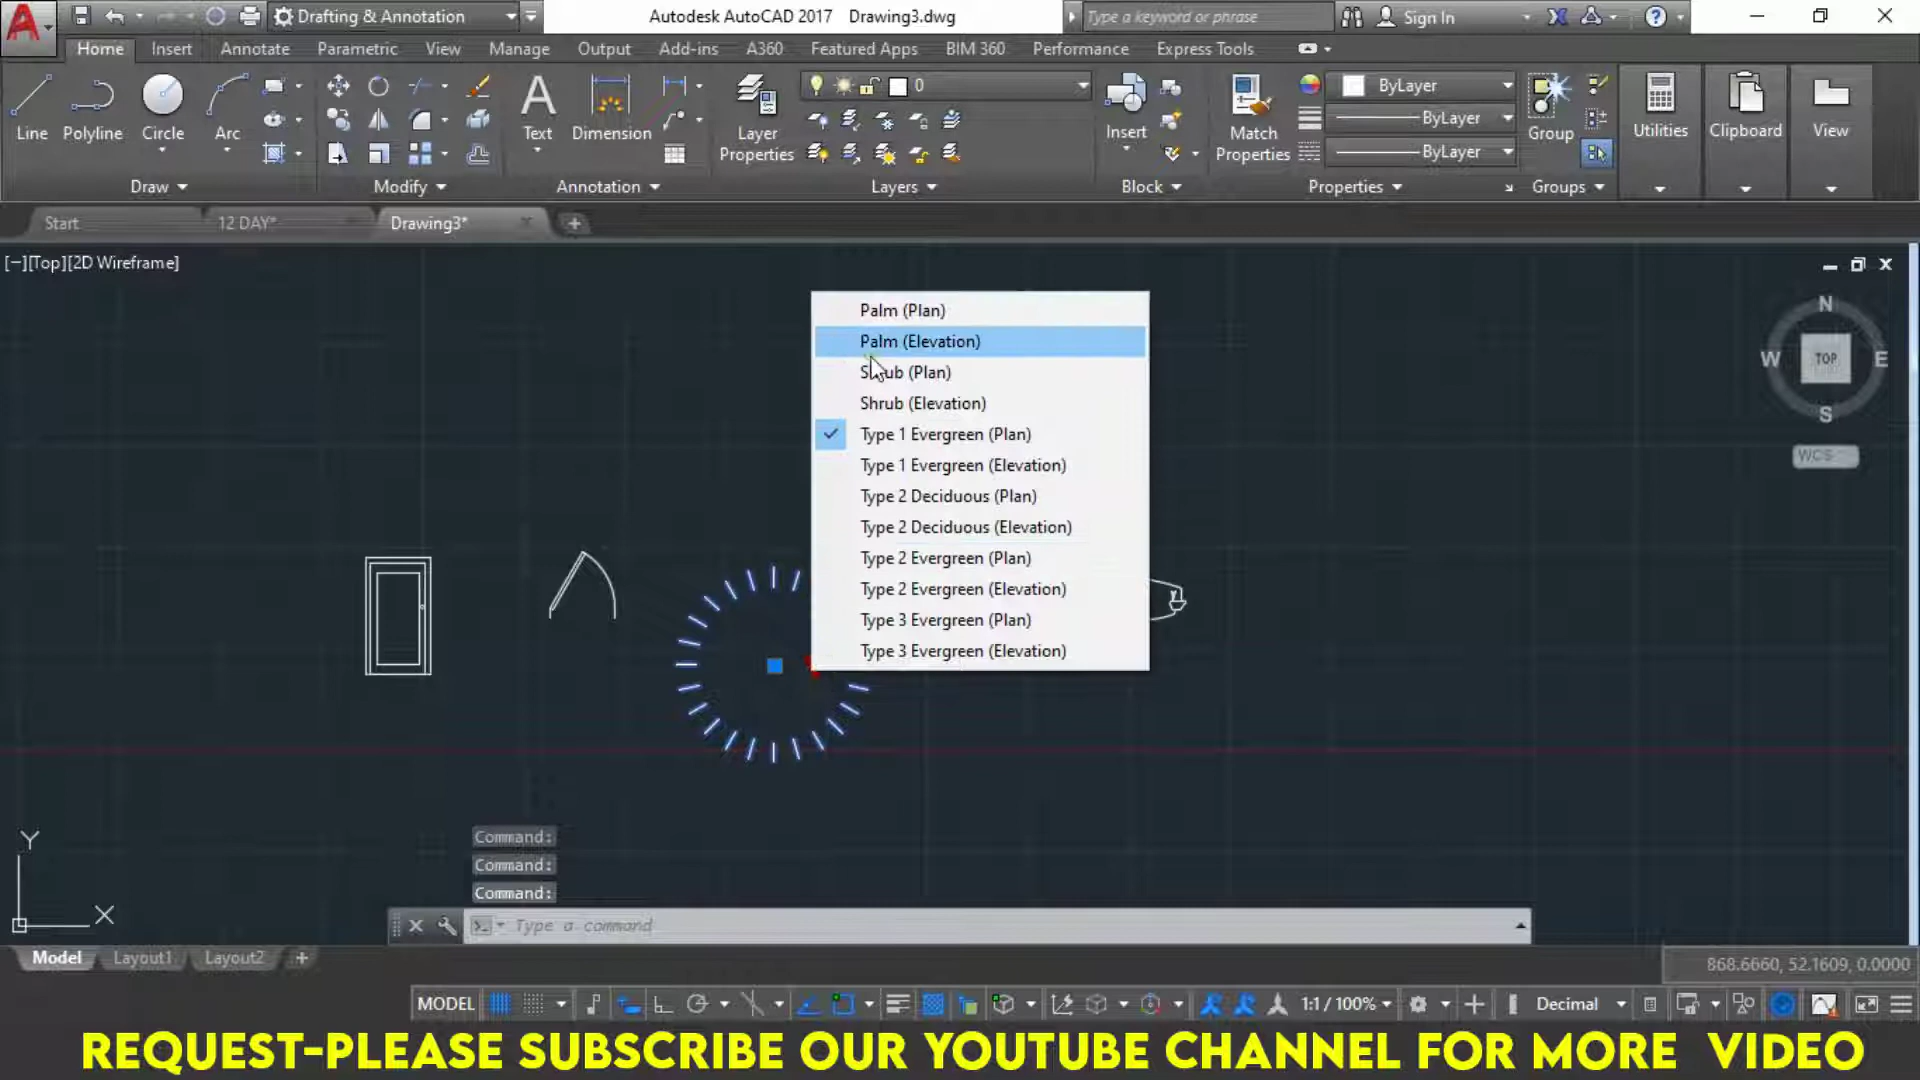 Drafting & Annotation
Autodesk AutoCAD 2017 Drawing3.dwg
Type a keyword or phrase
Sign In
Home Insert Annotate Parametric View Manage Output Add-ins A360 Featured Apps BIM 360 Performance Express Tools
0
ByLayer
ByLayer
ByLayer
Line Polyline Circle Arc
Text Dimension
Layer Properties
Insert
Match Properties
Group
Utilities
Clipboard
View
Draw Modify Annotation Layers Block Properties Groups
Start 12 DAY* Drawing3*
[−][Top][2D Wireframe]
N
W TOP E
S
WCS
Palm (Plan)
Palm (Elevation)
Shrub (Plan)
Shrub (Elevation)
Type 1 Evergreen (Plan)
Type 1 Evergreen (Elevation)
Type 2 Deciduous (Plan)
Type 2 Deciduous (Elevation)
Type 2 Evergreen (Plan)
Type 2 Evergreen (Elevation)
Type 3 Evergreen (Plan)
Type 3 Evergreen (Elevation)
Y
X
Command:
Command:
Command:
Type a command
Model Layout1 Layout2 +
868.6660, 52.1609, 0.0000
MODEL 1:1 / 100% Decimal
REQUEST-PLEASE SUBSCRIBE OUR YOUTUBE CHANNEL FOR MORE VIDEO